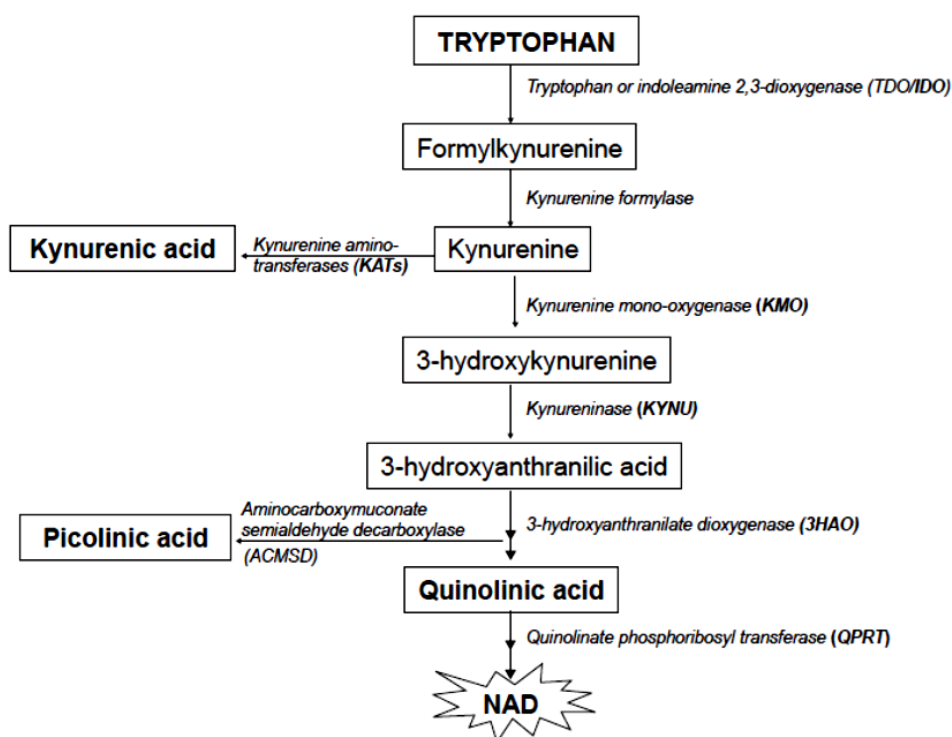 TRYPTOPHAN
Tryptophan or indoleamine 2,3-dioxygenase (TDO/IDO)
Formylkynurenine
Kynurenine formylase
Kynurenic acid
Kynurenine amino-
transferases (KATs)
Kynurenine
Kynurenine mono-oxygenase (KMO)
3-hydroxykynurenine
Kynureninase (KYNU)
3-hydroxyanthranilic acid
Aminocarboxymuconate
semialdehyde decarboxylase
(ACMSD)
3-hydroxyanthranilate dioxygenase (3HAO)
Picolinic acid
Quinolinic acid
Quinolinate phosphoribosyl transferase (QPRT)
NAD